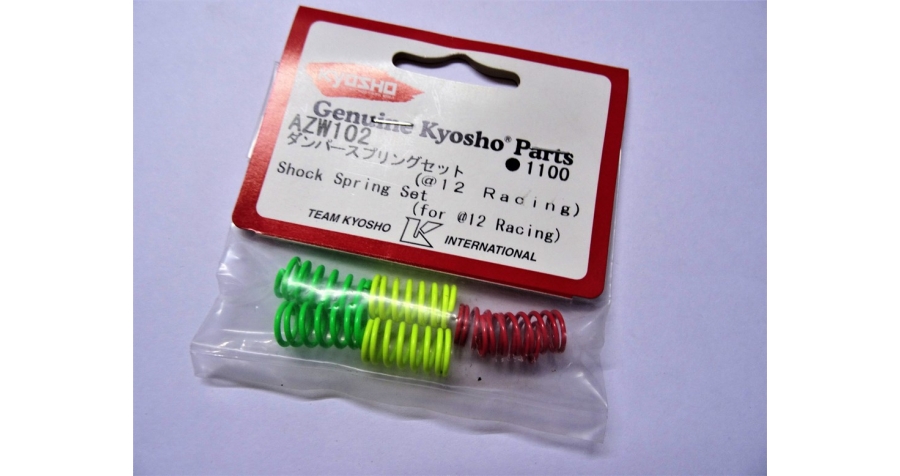 KYOSHO
Genuine Kyosho® Parts
AZW102
●1100
ダンパースプリングセット
(@12 Racing)
Shock Spring Set
(for @12 Racing)
TEAM KYOSHO K INTERNATIONAL